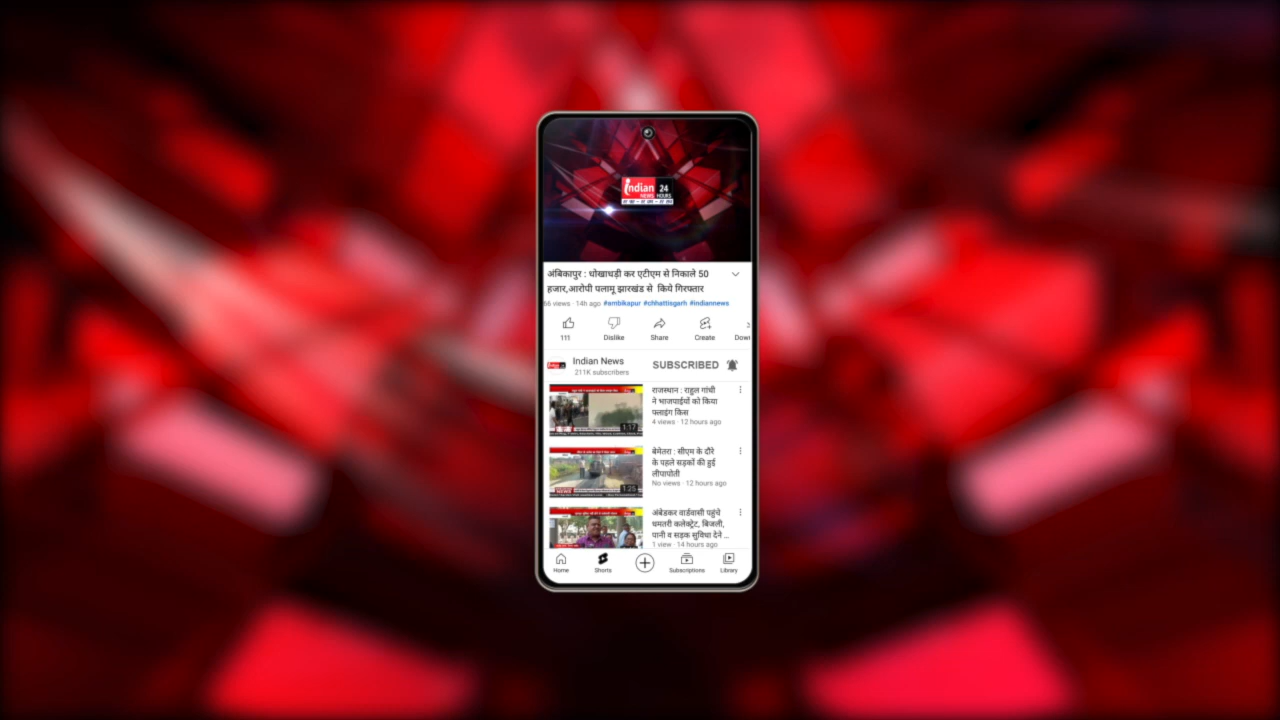 indian 24
NEWS HOURS
अंबिकापुर : धोखाधड़ी कर एटीएम से निकाले 50
हजार,आरोपी पलामू झारखंड से किये गिरफ्तार
66 views · 14h ago #ambikapur #chhattisgarh #indiannews
111 Dislike Share Create Down
Indian News
211K subscribers
SUBSCRIBED
राजस्थान : राहुल गांधी
ने भाजपाईयों को किया
फ्लाइंग किस
4 views · 12 hours ago
1:17
बेमेतरा : सीएम के दौरे
के पहले सड़कों की हुई
लीपापोती
No views · 12 hours ago
1:25
अंबेडकर वार्डवासी पहुंचे
धमतरी कलेक्ट्रेट, बिजली,
पानी व सड़क सुविधा देने ...
1 view · 14 hours ago
Home Shorts Subscriptions Library